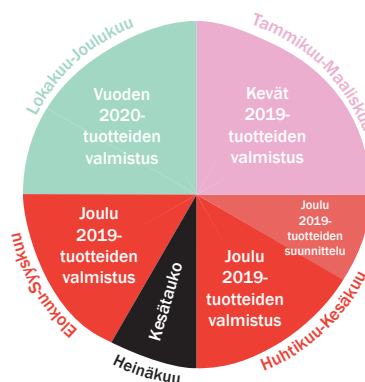 Tammikuu-Maaliskuu
Kevät
2019-
tuotteiden
valmistus
Joulu
2019-
tuotteiden
suunnittelu
Joulu
2019-
tuotteiden
valmistus
Huhtikuu-Kesäkuu
Kesätauko
Heinäkuu
Joulu
2019-
tuotteiden
valmistus
Elokuu-Syyskuu
Vuoden
2020-
tuotteiden
valmistus
Lokakuu-Joulukuu